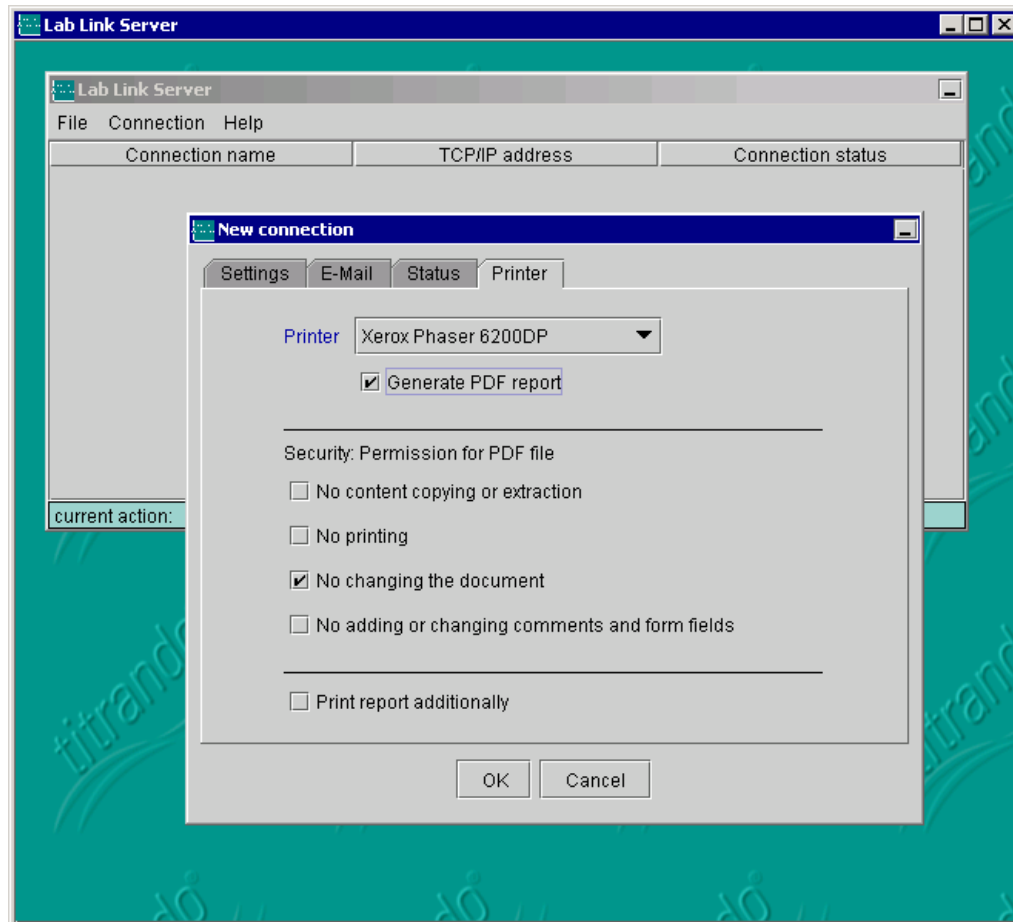 Lab Link Server
Lab Link Server
File Connection Help
Connection name TCP/IP address Connection status
New connection
Settings E-Mail Status Printer
Printer Xerox Phaser 6200DP
Generate PDF report
Security: Permission for PDF file
No content copying or extraction
current action:
No printing
No changing the document
No adding or changing comments and form fields
Print report additionally
OK Cancel
titrando
titrando